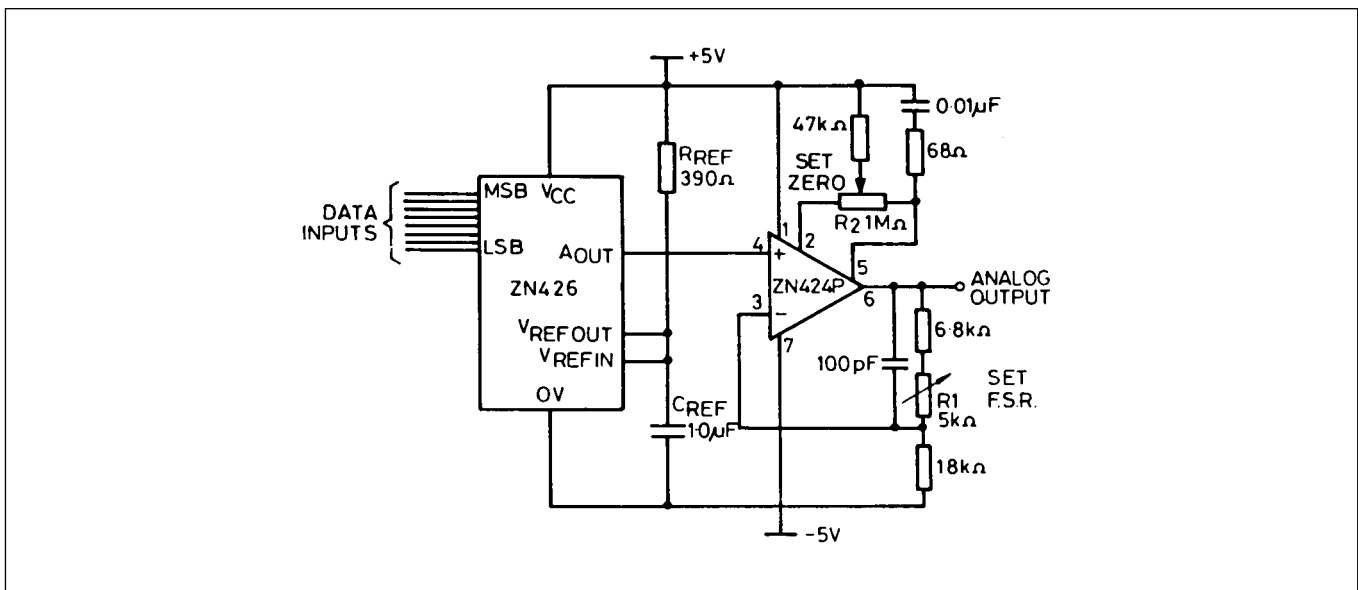 +5V
0·01µF
47kΩ
68Ω
RREF
390Ω
SET
ZERO
R2 1MΩ
MSB VCC
DATA
INPUTS
LSB
AOUT
ZN426
VREFOUT
VREFIN
0V
CREF
1·0µF
1
2
4
+
5
ZN424P
6
3
-
7
ANALOG
OUTPUT
6·8kΩ
100pF
SET
F.S.R.
R1
5kΩ
18kΩ
-5V